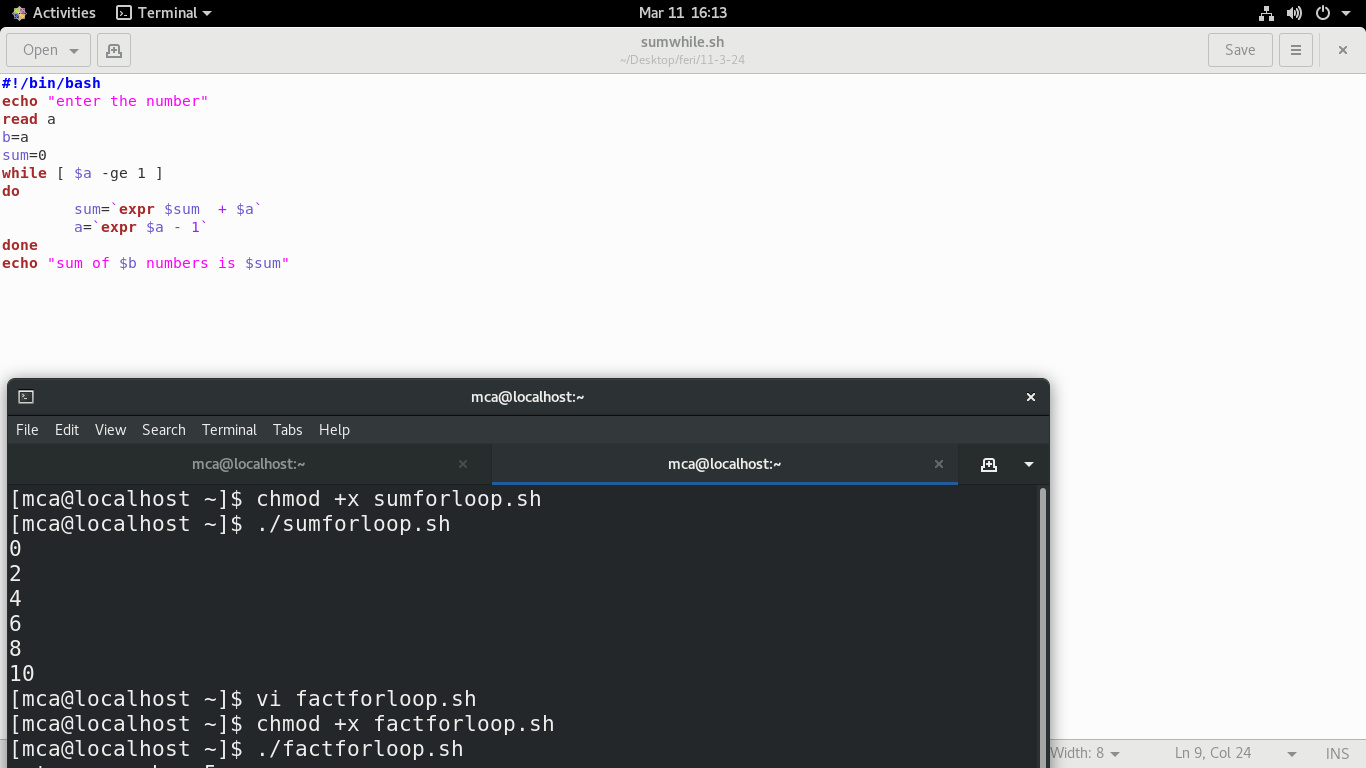 Activities Terminal Mar 11 16:13
Open sumwhile.sh Save
~/Desktop/feri/11-3-24
#!/bin/bash
echo "enter the number"
read a
b=a
sum=0
while [ $a -ge 1 ]
do
        sum=`expr $sum  + $a`
        a=`expr $a - 1`
done
echo "sum of $b numbers is $sum"
mca@localhost:~
File Edit View Search Terminal Tabs Help
mca@localhost:~ mca@localhost:~
[mca@localhost ~]$ chmod +x sumforloop.sh
[mca@localhost ~]$ ./sumforloop.sh
0
2
4
6
8
10
[mca@localhost ~]$ vi factforloop.sh
[mca@localhost ~]$ chmod +x factforloop.sh
[mca@localhost ~]$ ./factforloop.sh
Width: 8 Ln 9, Col 24 INS